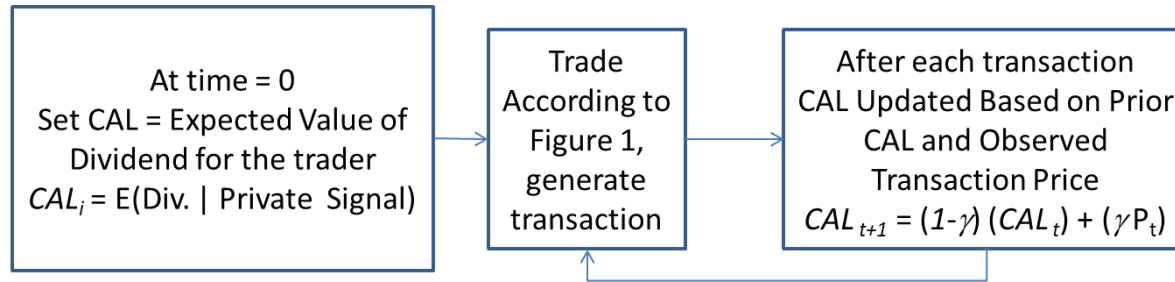 At time = 0
Set CAL = Expected Value of
Dividend for the trader
CALi = E(Div. | Private Signal)
Trade
According to
Figure 1,
generate
transaction
After each transaction
CAL Updated Based on Prior
CAL and Observed
Transaction Price
CAL t+1 = (1-γ) (CAL t) + (γPt)